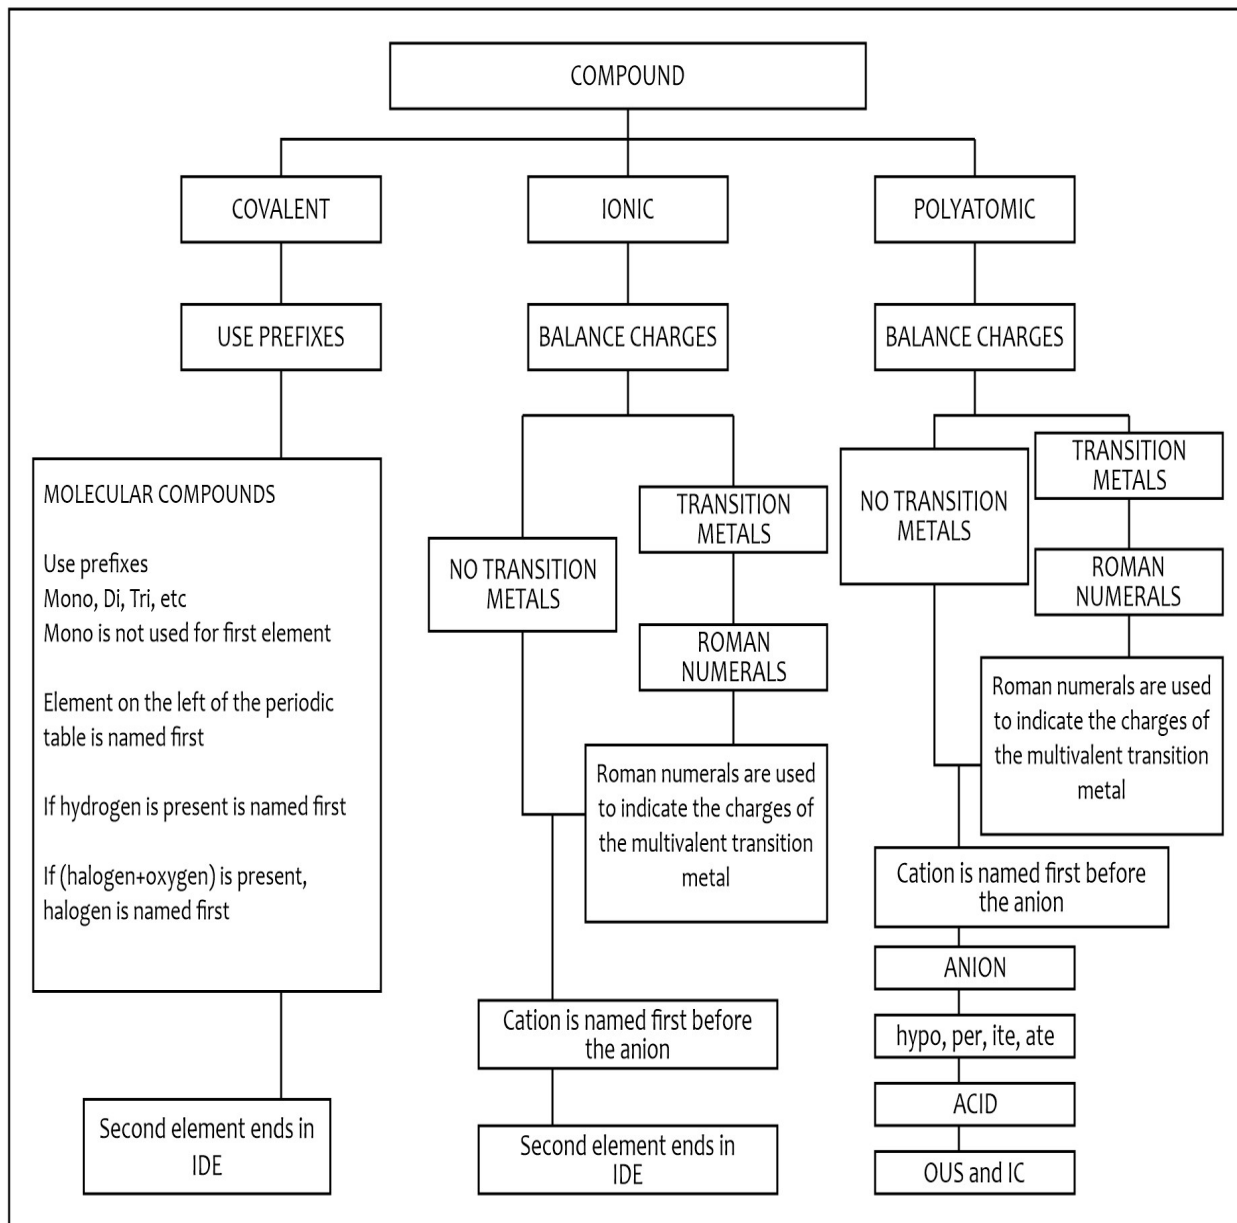 COMPOUND
COVALENT
IONIC
POLYATOMIC
USE PREFIXES
BALANCE CHARGES
BALANCE CHARGES
MOLECULAR COMPOUNDS
Use prefixes
Mono, Di, Tri, etc
Mono is not used for first element
Element on the left of the periodic
table is named first
If hydrogen is present is named first
If (halogen+oxygen) is present,
halogen is named first
Second element ends in
IDE
NO TRANSITION
METALS
TRANSITION
METALS
ROMAN
NUMERALS
Roman numerals are used
to indicate the charges of
the multivalent transition
metal
Cation is named first before
the anion
Second element ends in
IDE
NO TRANSITION
METALS
TRANSITION
METALS
ROMAN
NUMERALS
Roman numerals are used
to indicate the charges of
the multivalent transition
metal
Cation is named first before
the anion
ANION
hypo, per, ite, ate
ACID
OUS and IC